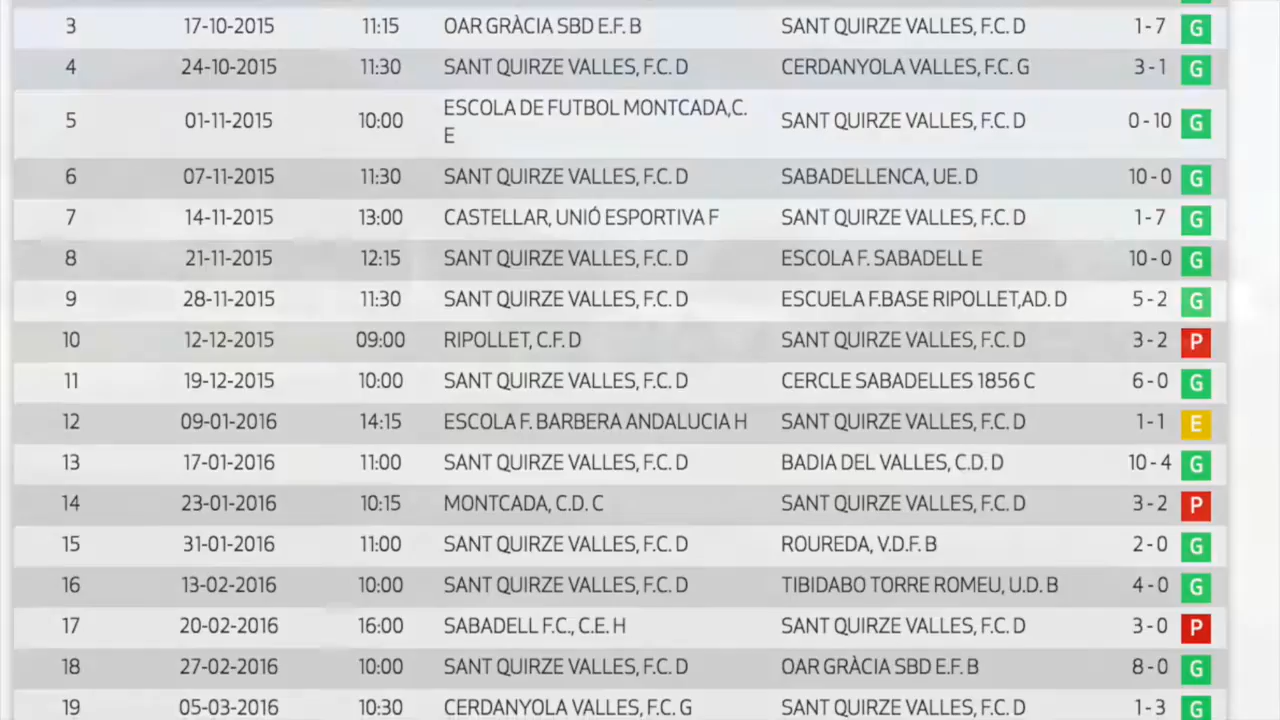 3 17-10-2015 11:15 OAR GRÀCIA SBD E.F. B SANT QUIRZE VALLES, F.C. D 1 - 7 G
4 24-10-2015 11:30 SANT QUIRZE VALLES, F.C. D CERDANYOLA VALLES, F.C. G 3 - 1 G
5 01-11-2015 10:00 ESCOLA DE FUTBOL MONTCADA,C. E SANT QUIRZE VALLES, F.C. D 0 - 10 G
6 07-11-2015 11:30 SANT QUIRZE VALLES, F.C. D SABADELLENCA, UE. D 10 - 0 G
7 14-11-2015 13:00 CASTELLAR, UNIÓ ESPORTIVA F SANT QUIRZE VALLES, F.C. D 1 - 7 G
8 21-11-2015 12:15 SANT QUIRZE VALLES, F.C. D ESCOLA F. SABADELL E 10 - 0 G
9 28-11-2015 11:30 SANT QUIRZE VALLES, F.C. D ESCUELA F.BASE RIPOLLET,AD. D 5 - 2 G
10 12-12-2015 09:00 RIPOLLET, C.F. D SANT QUIRZE VALLES, F.C. D 3 - 2 P
11 19-12-2015 10:00 SANT QUIRZE VALLES, F.C. D CERCLE SABADELLES 1856 C 6 - 0 G
12 09-01-2016 14:15 ESCOLA F. BARBERA ANDALUCIA H SANT QUIRZE VALLES, F.C. D 1 - 1 E
13 17-01-2016 11:00 SANT QUIRZE VALLES, F.C. D BADIA DEL VALLES, C.D. D 10 - 4 G
14 23-01-2016 10:15 MONTCADA, C.D. C SANT QUIRZE VALLES, F.C. D 3 - 2 P
15 31-01-2016 11:00 SANT QUIRZE VALLES, F.C. D ROUREDA, V.D.F. B 2 - 0 G
16 13-02-2016 10:00 SANT QUIRZE VALLES, F.C. D TIBIDABO TORRE ROMEU, U.D. B 4 - 0 G
17 20-02-2016 16:00 SABADELL F.C., C.E. H SANT QUIRZE VALLES, F.C. D 3 - 0 P
18 27-02-2016 10:00 SANT QUIRZE VALLES, F.C. D OAR GRÀCIA SBD E.F. B 8 - 0 G
19 05-03-2016 10:30 CERDANYOLA VALLES, F.C. G SANT QUIRZE VALLES, F.C. D 1 - 3 G